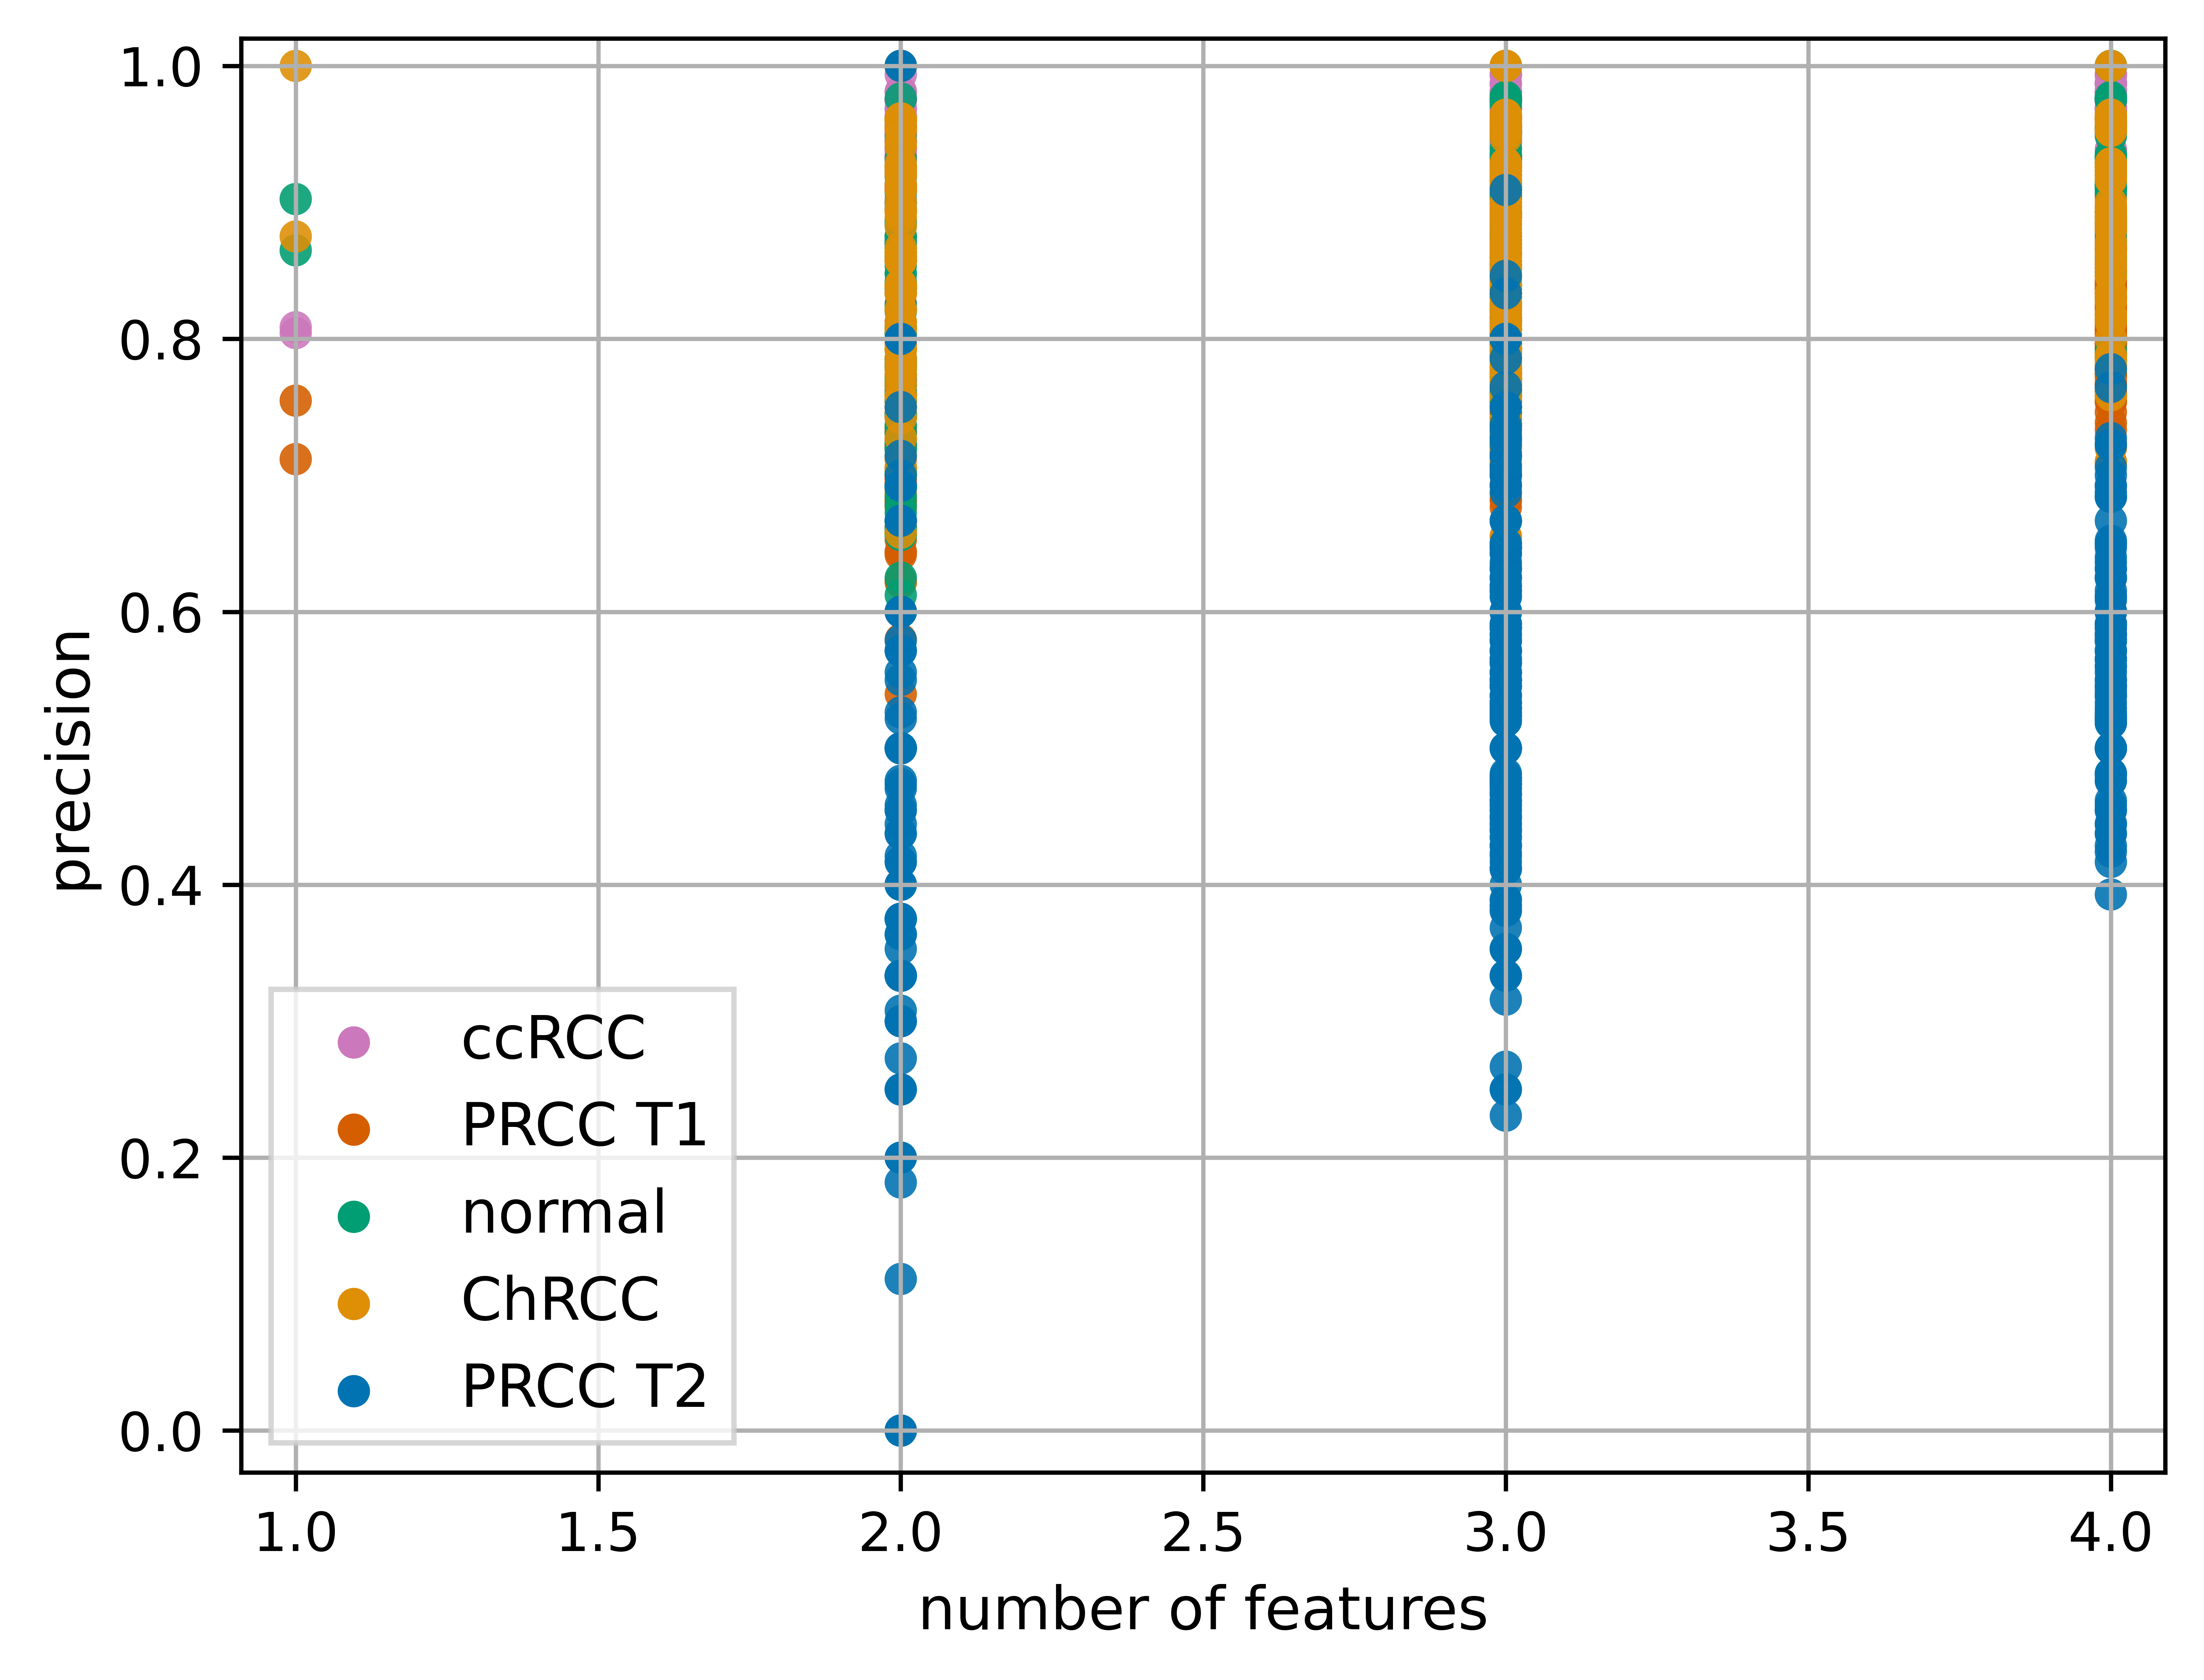 precision
1.0
0.8
0.6
0.4
0.2
0.0
ccRCC
PRCC T1
normal
ChRCC
PRCC T2
1.0 1.5 2.0 2.5 3.0 3.5 4.0
number of features